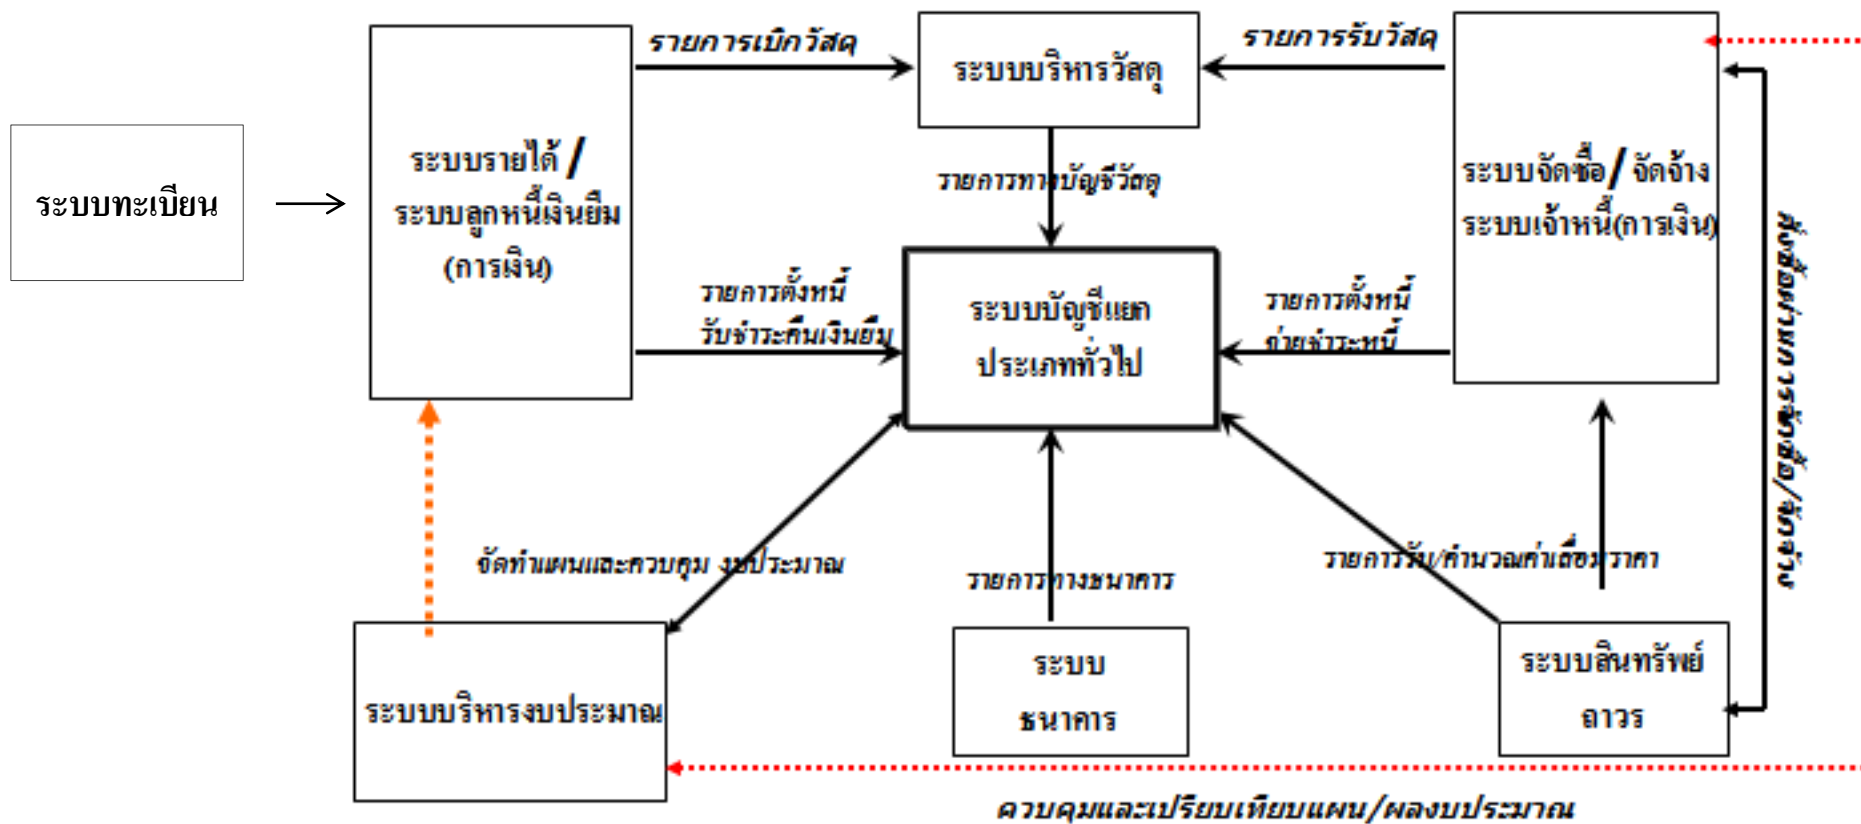 รายการเบิกวัสดุ
ระบบบริหารวัสดุ
รายการรับวัสดุ
ระบบทะเบียน
ระบบรายได้ /
ระบบลูกหนี้เงินยืม
(การเงิน)
รายการทางบัญชีวัสดุ
ระบบจัดซื้อ/จัดจ้าง
ระบบเจ้าหนี้(การเงิน)
รายการตั้งหนี้
รับชำระคืนเงินยืม
ระบบบัญชีแยก
ประเภททั่วไป
รายการตั้งหนี้
จ่ายชำระหนี้
สั่งซื้อผ่านการจัดซื้อ/จัดจ้าง
จัดทำแผนและควบคุม งบประมาณ
รายการทางธนาคาร
รายการรับ/คำนวณค่าเสื่อมราคา
ระบบบริหารงบประมาณ
ระบบ
ธนาคาร
ระบบสินทรัพย์
ถาวร
ควบคุมและเปรียบเทียบแผน/ผลงบประมาณ